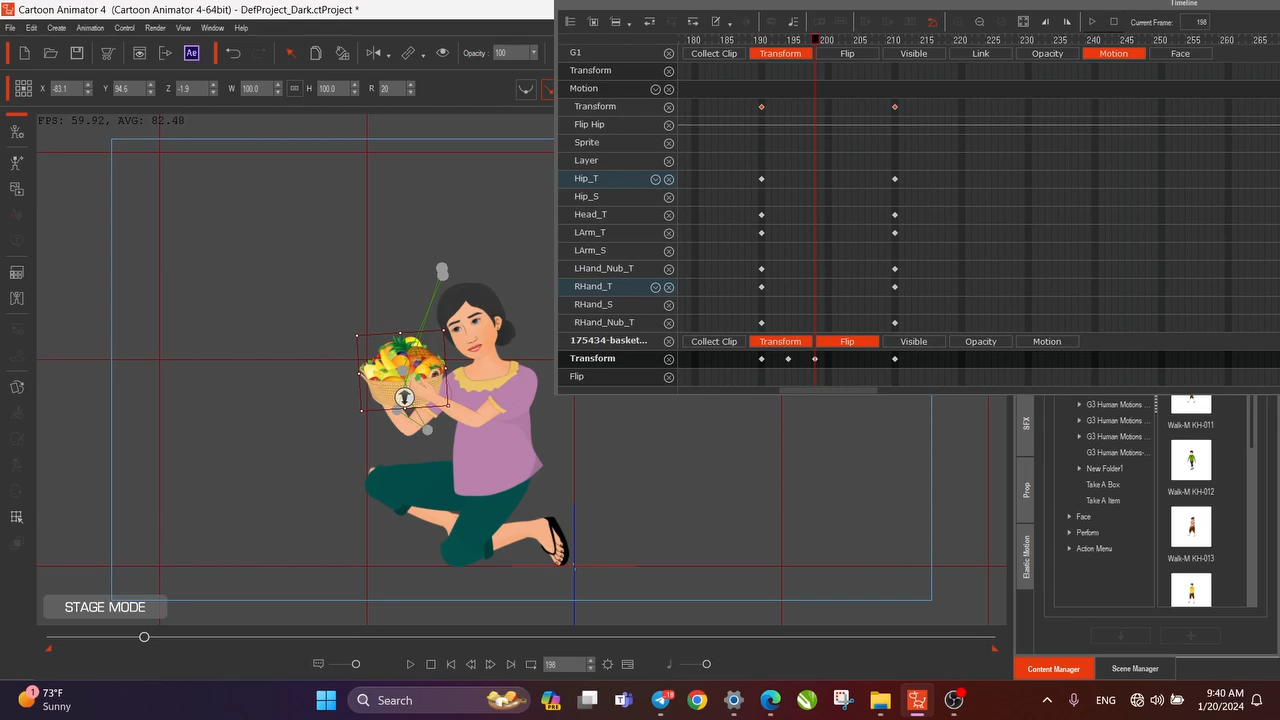 Cartoon Animator 4 (Cartoon Animator 4-64bit) - DefProject_Dark.ctProject *
Timeline
File Edit Create Animation Control Render View Window Help
Current Frame: 198
Opacity : 100
Ae
180 185 190 195 200 205 210 215 220 225 230 235 240 245 250 255 260 265
G1 Collect Clip Transform Flip Visible Link Opacity Motion Face
Transform
X -83.1 Y 94.6 Z -1.9 W 100.0 H 100.0 R 20
Motion
Transform
FPS: 59.92, AVG: 82.48
Flip Hip
Sprite
Layer
Hip_T
Hip_S
Head_T
LArm_T
LArm_S
LHand_Nub_T
RHand_T
RHand_S
RHand_Nub_T
175434-basket... Collect Clip Transform Flip Visible Opacity Motion
Transform
Flip
G3 Human Motions ...
G3 Human Motions ...
G3 Human Motions ...
G3 Human Motions-...
New Folder1
Take A Box
Take A Item
Face
Perform
Action Menu
SFX
Prop
Elastic Motion
Walk-M KH-011
Walk-M KH-012
Walk-M KH-013
STAGE MODE
198
Content Manager Scene Manager
1
73°F
Sunny
Search
PRE
ENG
9:40 AM
1/20/2024